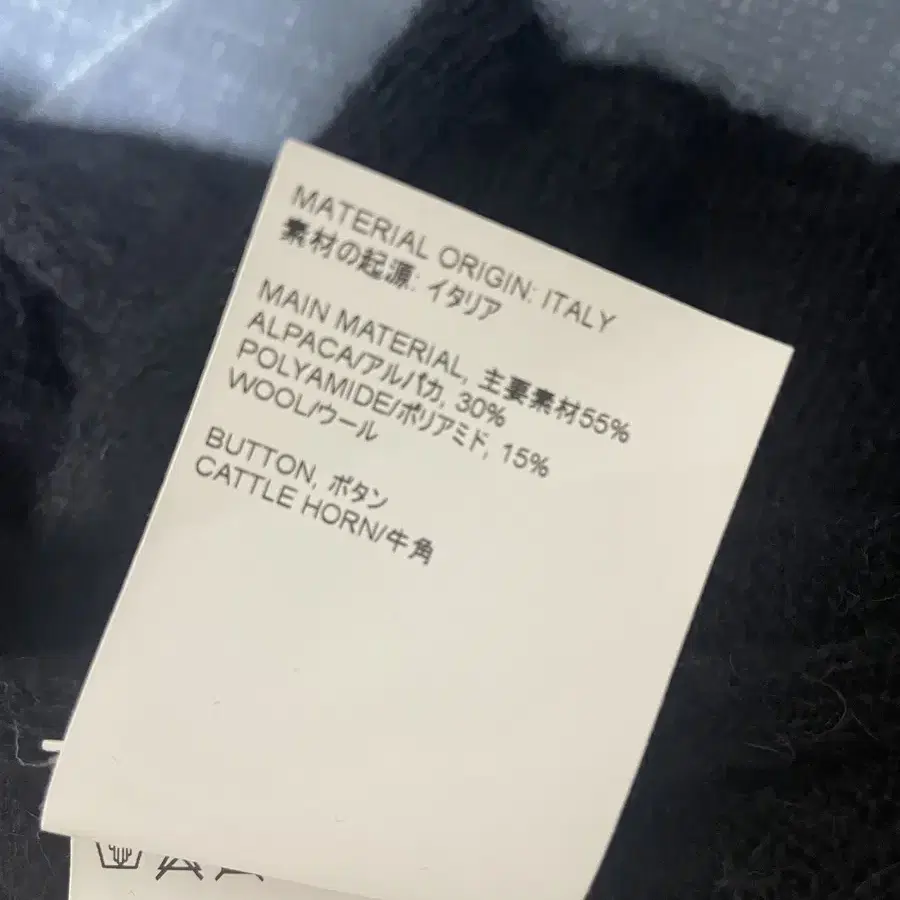 MATERIAL ORIGIN: ITALY
素材の起源: イタリア
MAIN MATERIAL, 主要素材55%
ALPACA/アルパカ, 30%
POLYAMIDE/ポリアミド, 15%
WOOL/ウール
BUTTON, ボタン
CATTLE HORN/牛角